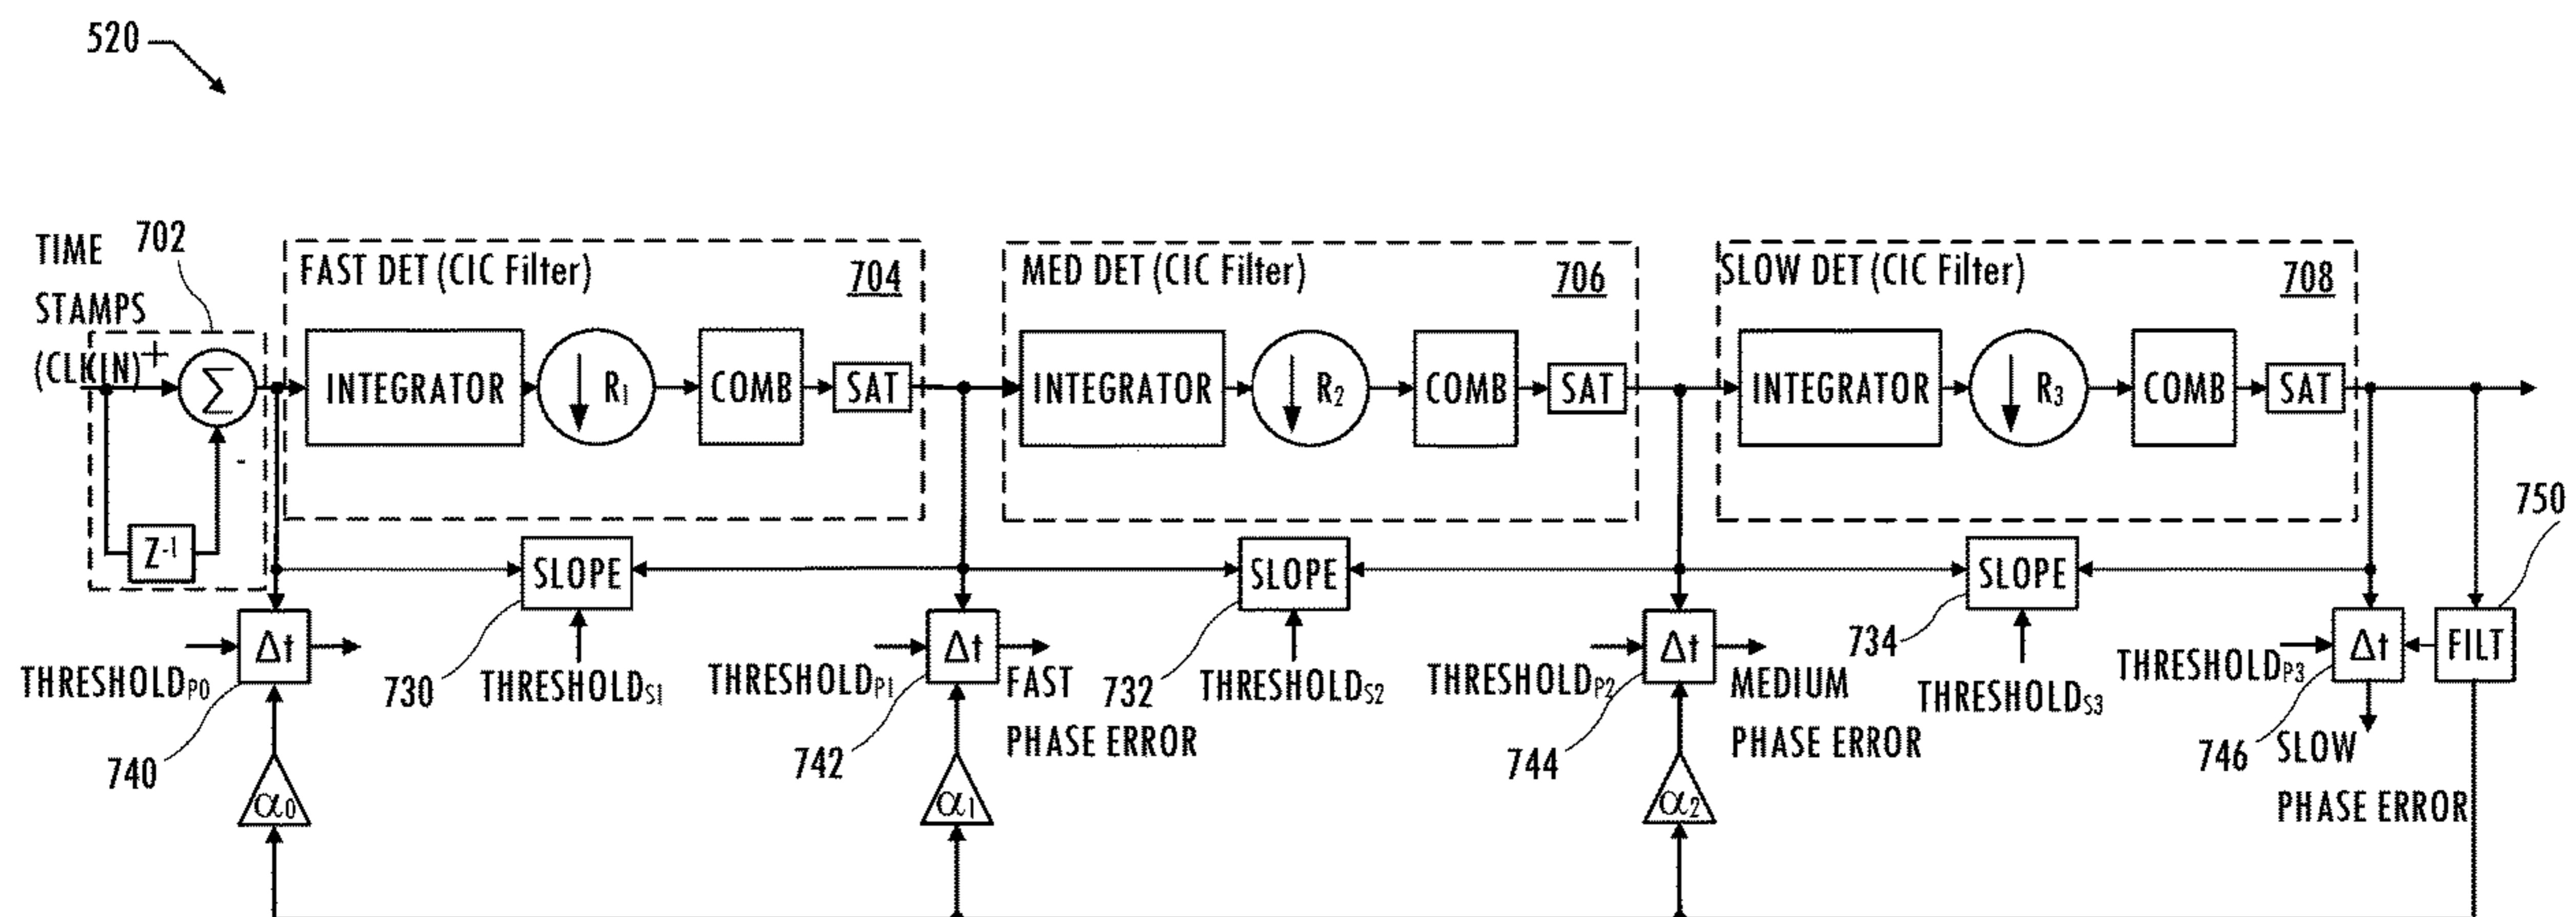 520
TIME
STAMPS
(CLKIN)
702
+
Σ
-
Z-1
FAST DET (CIC Filter)
704
INTEGRATOR
↓ R1
COMB
SAT
MED DET (CIC Filter)
706
INTEGRATOR
↓ R2
COMB
SAT
SLOW DET (CIC Filter)
708
INTEGRATOR
↓ R3
COMB
SAT
750
SLOPE
SLOPE
SLOPE
THRESHOLDP0
Δt
740
730
THRESHOLDS1
THRESHOLDP1
Δt
FAST
PHASE ERROR
742
732
THRESHOLDS2
THRESHOLDP2
Δt
MEDIUM
PHASE ERROR
744
734
THRESHOLDS3
THRESHOLDP3
Δt
FILT
746
SLOW
PHASE ERROR
α0
α1
α2